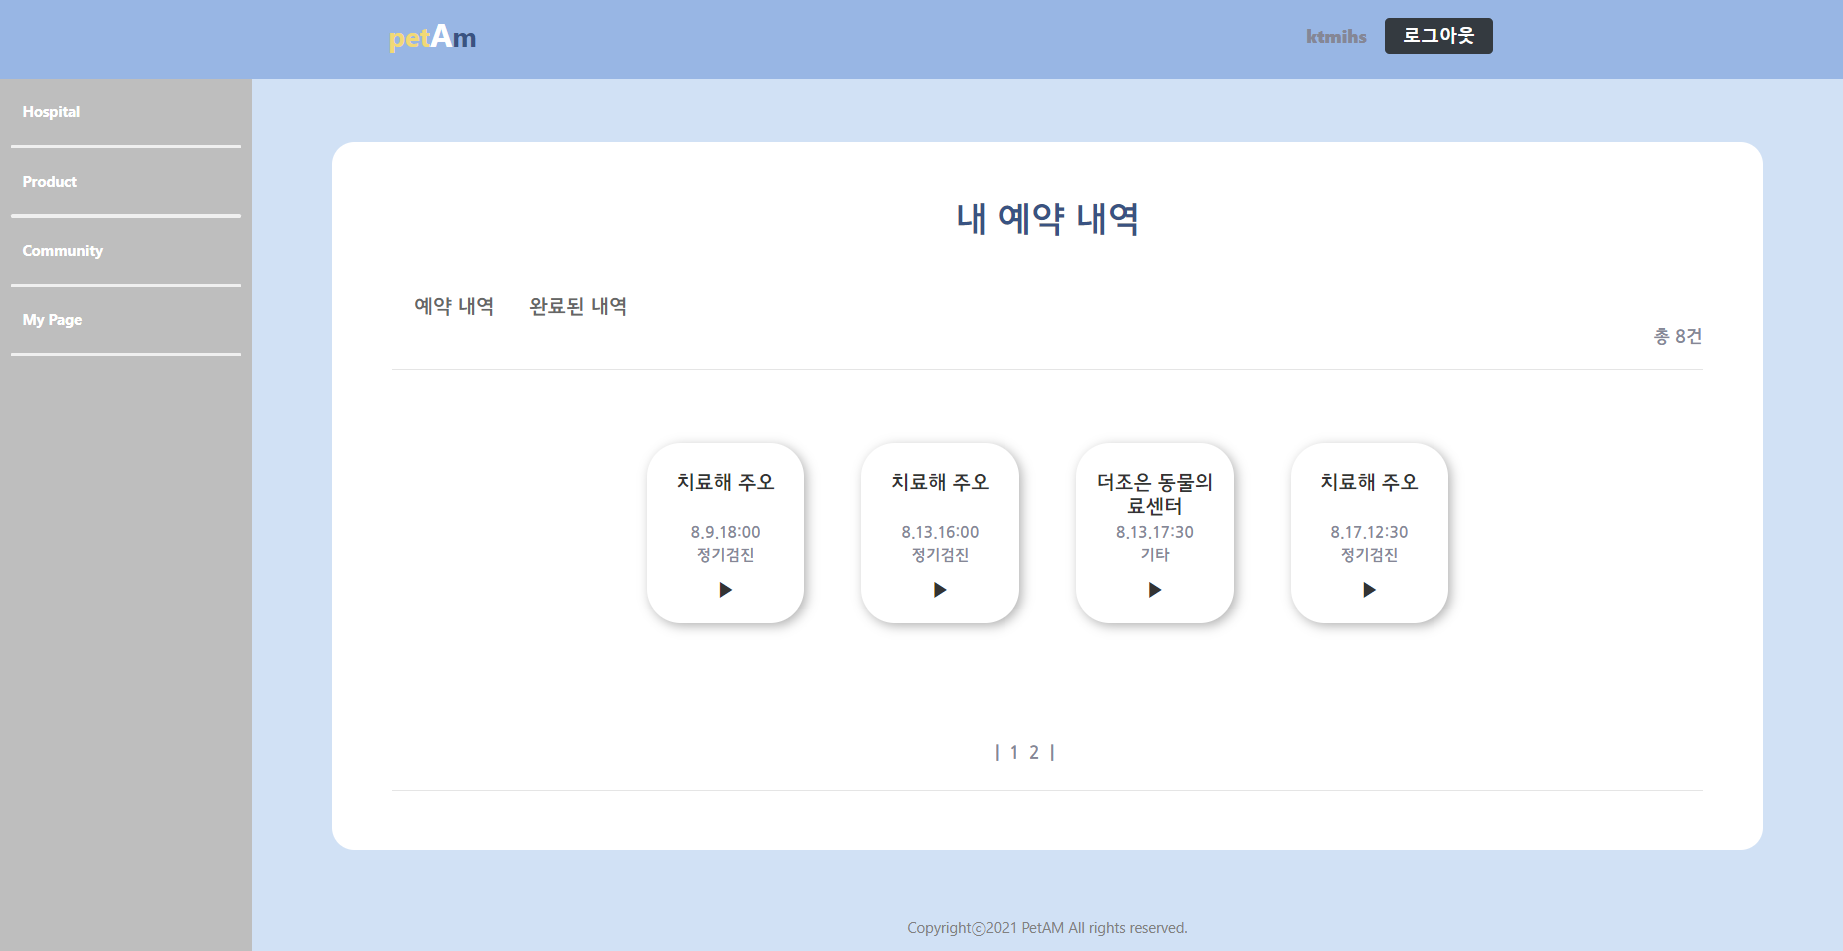 petAm
ktmihs 로그아웃
Hospital
Product
Community
My Page
내 예약 내역
예약 내역 완료된 내역
총 8건
치료해 주오
8.9.18:00
정기검진
▶
치료해 주오
8.13.16:00
정기검진
▶
더조은 동물의
료센터
8.13.17:30
기타
▶
치료해 주오
8.17.12:30
정기검진
▶
| 1 2 |
Copyrightⓒ2021 PetAM All rights reserved.